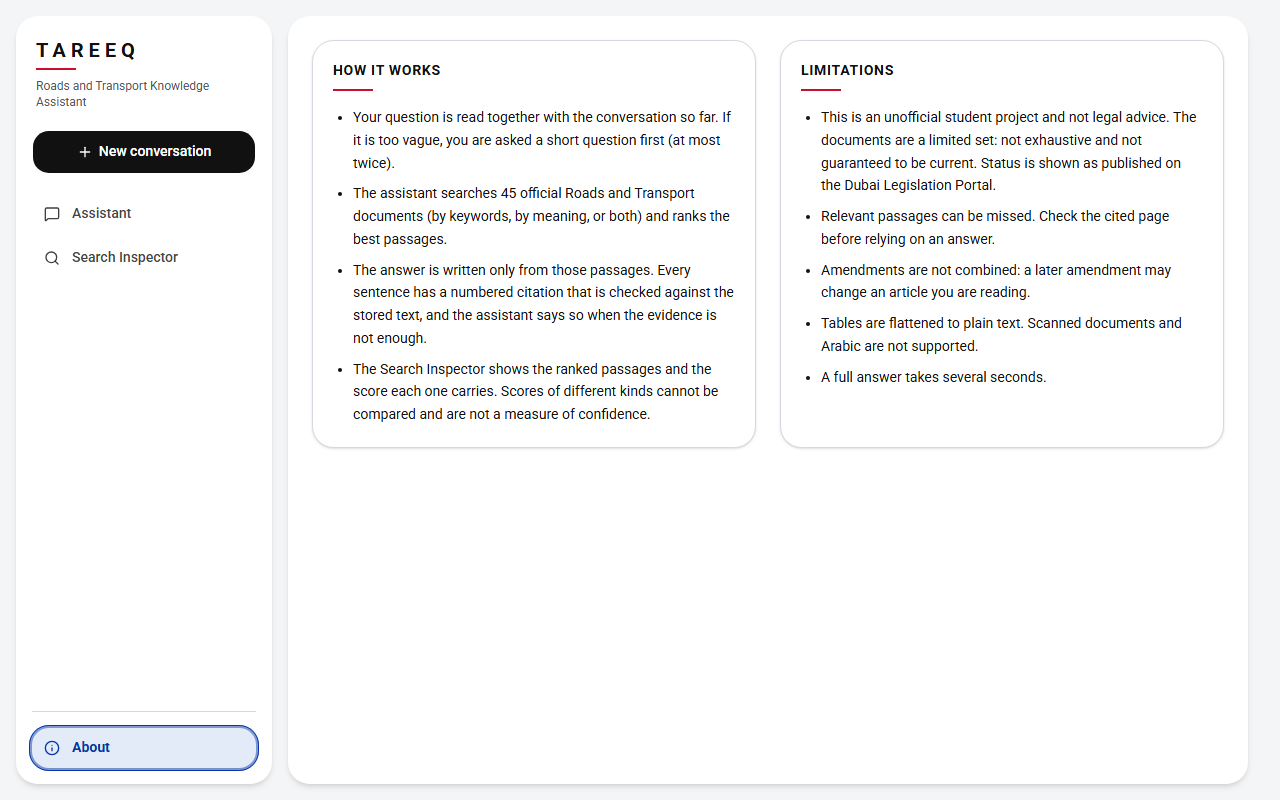 TAREEQ
Roads and Transport Knowledge
Assistant
New conversation
Assistant
Search Inspector
About
HOW IT WORKS
Your question is read together with the conversation so far. If
it is too vague, you are asked a short question first (at most
twice).
The assistant searches 45 official Roads and Transport
documents (by keywords, by meaning, or both) and ranks the
best passages.
The answer is written only from those passages. Every
sentence has a numbered citation that is checked against the
stored text, and the assistant says so when the evidence is
not enough.
The Search Inspector shows the ranked passages and the
score each one carries. Scores of different kinds cannot be
compared and are not a measure of confidence.
LIMITATIONS
This is an unofficial student project and not legal advice. The
documents are a limited set: not exhaustive and not
guaranteed to be current. Status is shown as published on
the Dubai Legislation Portal.
Relevant passages can be missed. Check the cited page
before relying on an answer.
Amendments are not combined: a later amendment may
change an article you are reading.
Tables are flattened to plain text. Scanned documents and
Arabic are not supported.
A full answer takes several seconds.